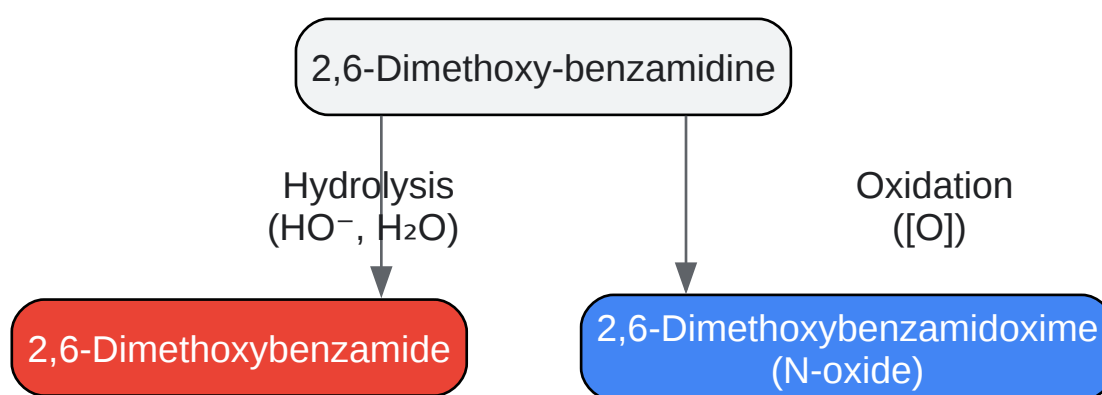 2,6-Dimethoxy-benzamidine
Hydrolysis
(HO⁻, H₂O)
Oxidation
([O])
2,6-Dimethoxybenzamide
2,6-Dimethoxybenzamidoxime
(N-oxide)